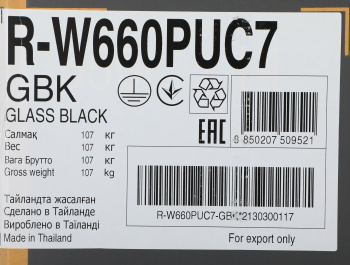 R-W660PUC7
GBK
GLASS BLACK
Салмақ 107 кг
Вес 107 кг
Вага Брутто 107 кг
Gross weight 107 kg
EAC
8 850207 509521
Тайландта жасалған
Сделано в Тайланде
Вироблено в Таїланді
Made in Thailand
R-W660PUC7-GBK*2130300117
For export only